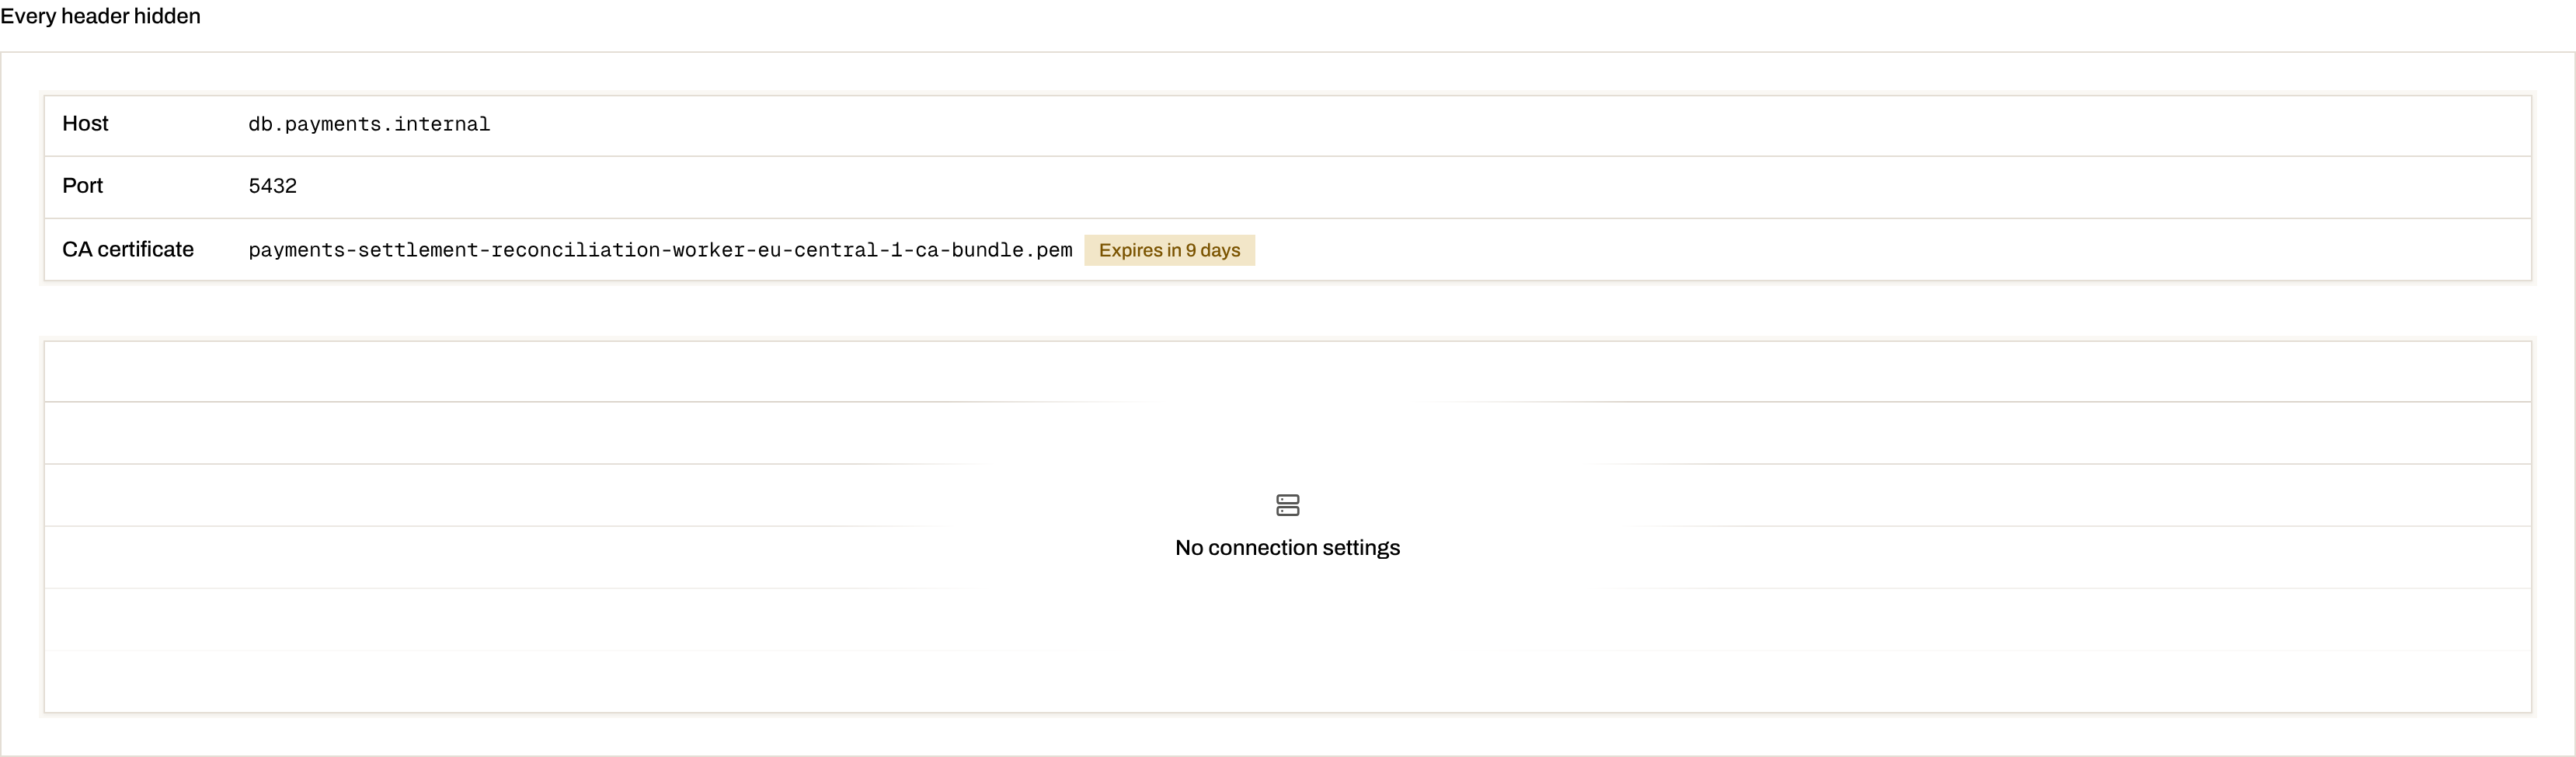 Every header hidden
Host db.payments.internal
Port 5432
CA certificate payments-settlement-reconciliation-worker-eu-central-1-ca-bundle.pem Expires in 9 days
No connection settings